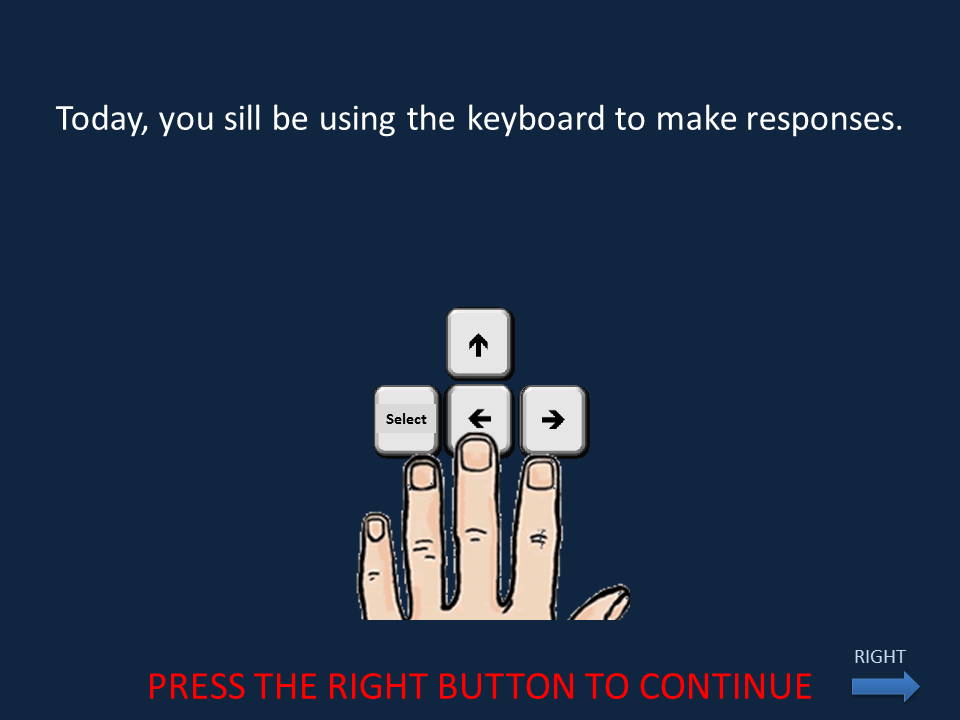 Today, you sill be using the keyboard to make responses.
Select
RIGHT
PRESS THE RIGHT BUTTON TO CONTINUE